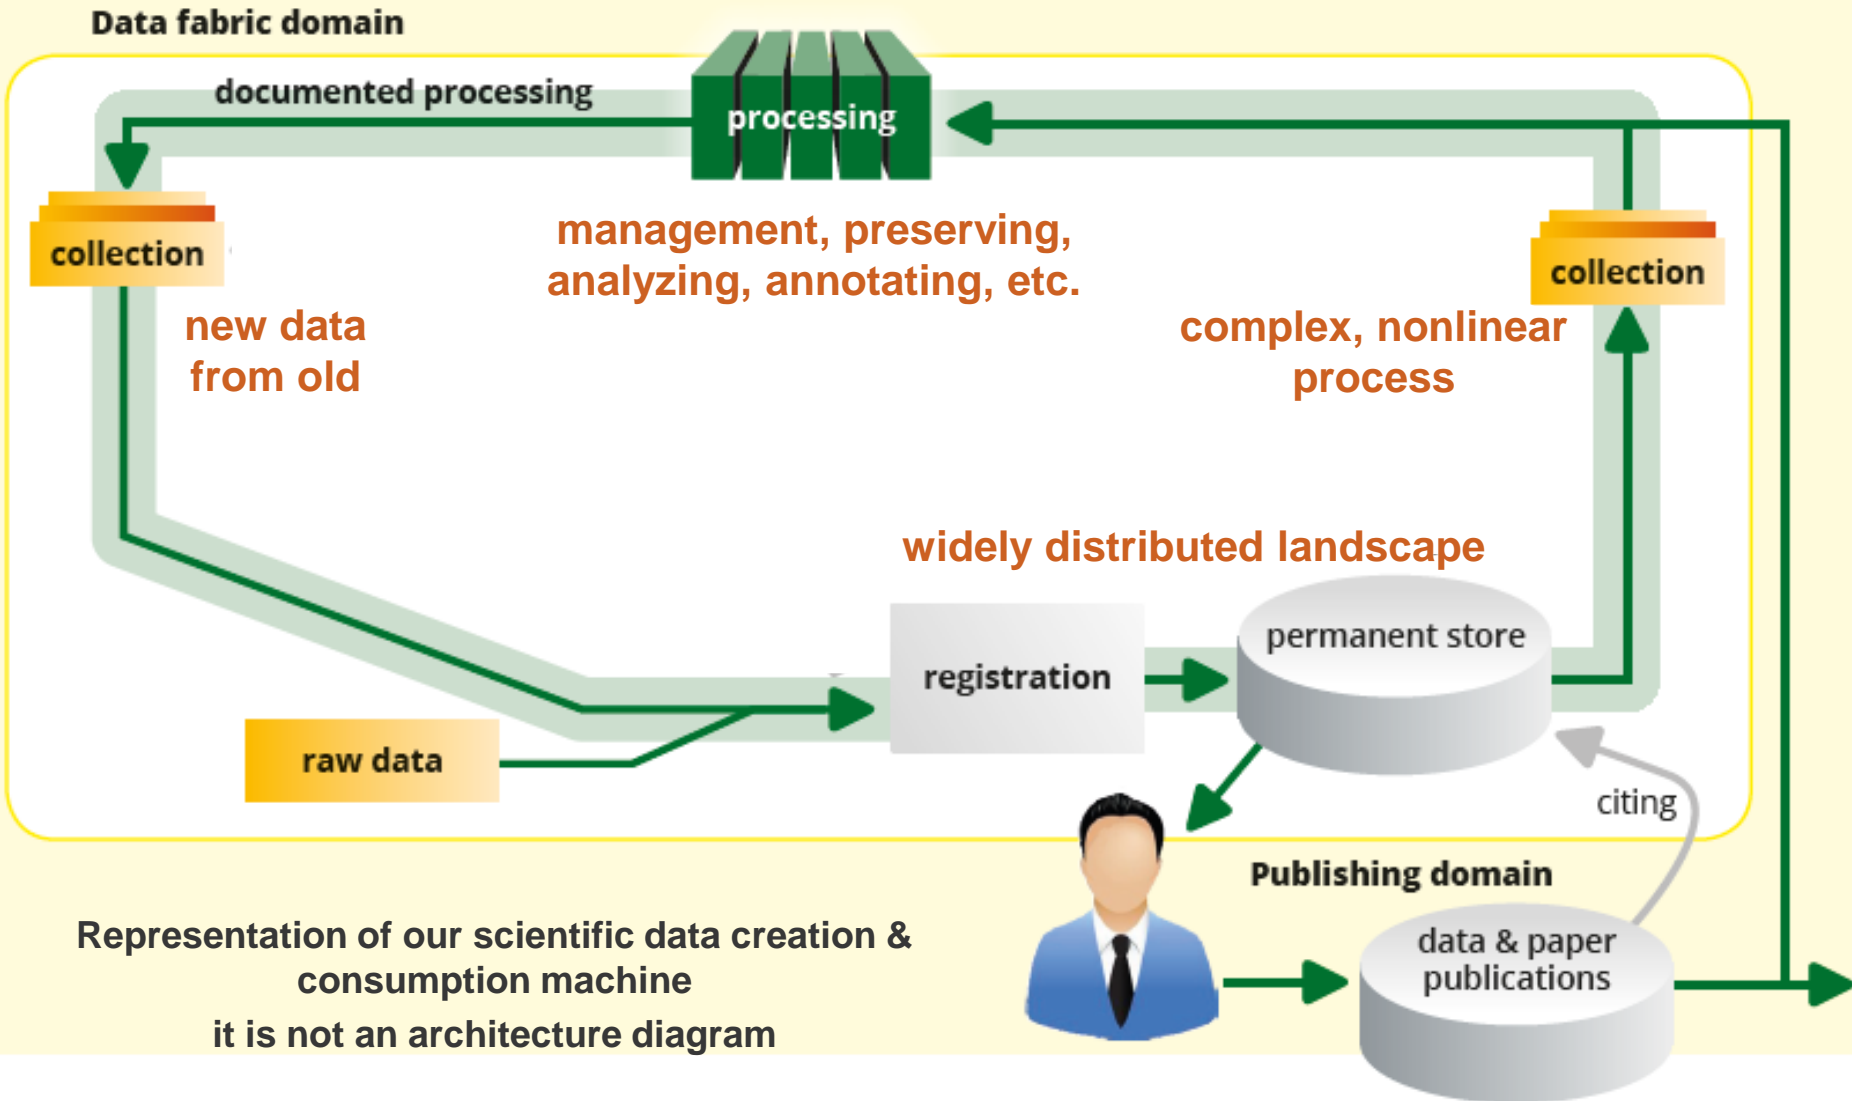 Data fabric domain
documented processing
processing
collection
management, preserving,
analyzing, annotating, etc.
collection
new data
from old
complex, nonlinear
process
widely distributed landscape
permanent store
registration
raw data
citing
Publishing domain
Representation of our scientific data creation &
consumption machine
it is not an architecture diagram
data & paper
publications